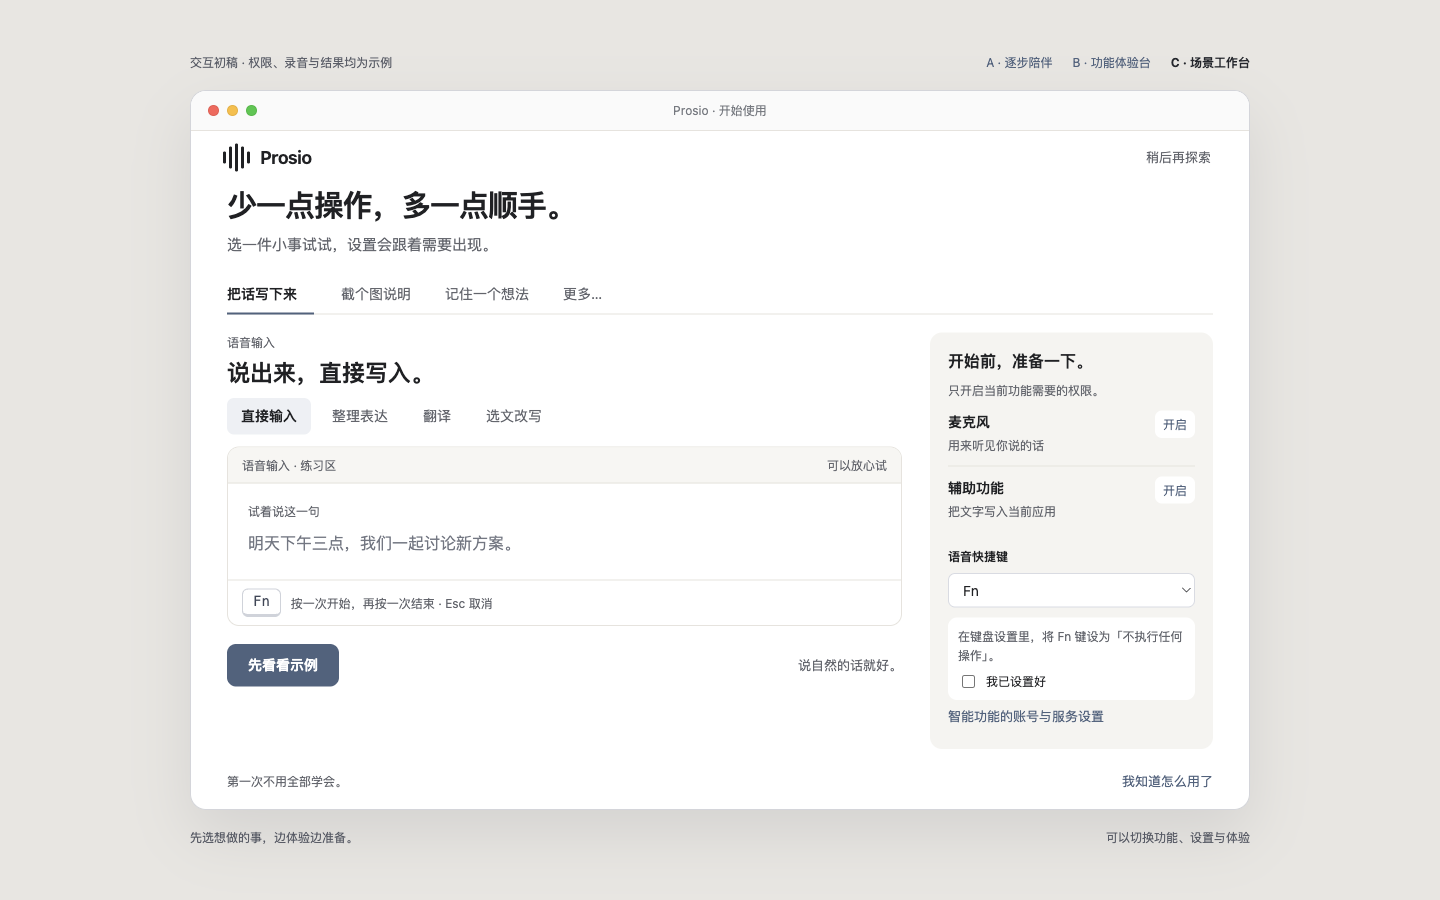 交互初稿 · 权限、录音与结果均为示例
A · 逐步陪伴 B · 功能体验台 C · 场景工作台
Prosio · 开始使用
Prosio
稍后再探索
少一点操作，多一点顺手。
选一件小事试试，设置会跟着需要出现。
把话写下来 截个图说明 记住一个想法 更多...
语音输入
说出来，直接写入。
直接输入 整理表达 翻译 选文改写
语音输入 · 练习区 可以放心试
试着说这一句
明天下午三点，我们一起讨论新方案。
Fn 按一次开始，再按一次结束 · Esc 取消
先看看示例 说自然的话就好。
开始前，准备一下。
只开启当前功能需要的权限。
麦克风 开启
用来听见你说的话
辅助功能 开启
把文字写入当前应用
语音快捷键
Fn
在键盘设置里，将 Fn 键设为「不执行任何
操作」。
我已设置好
智能功能的账号与服务设置
第一次不用全部学会。 我知道怎么用了
先选想做的事，边体验边准备。 可以切换功能、设置与体验